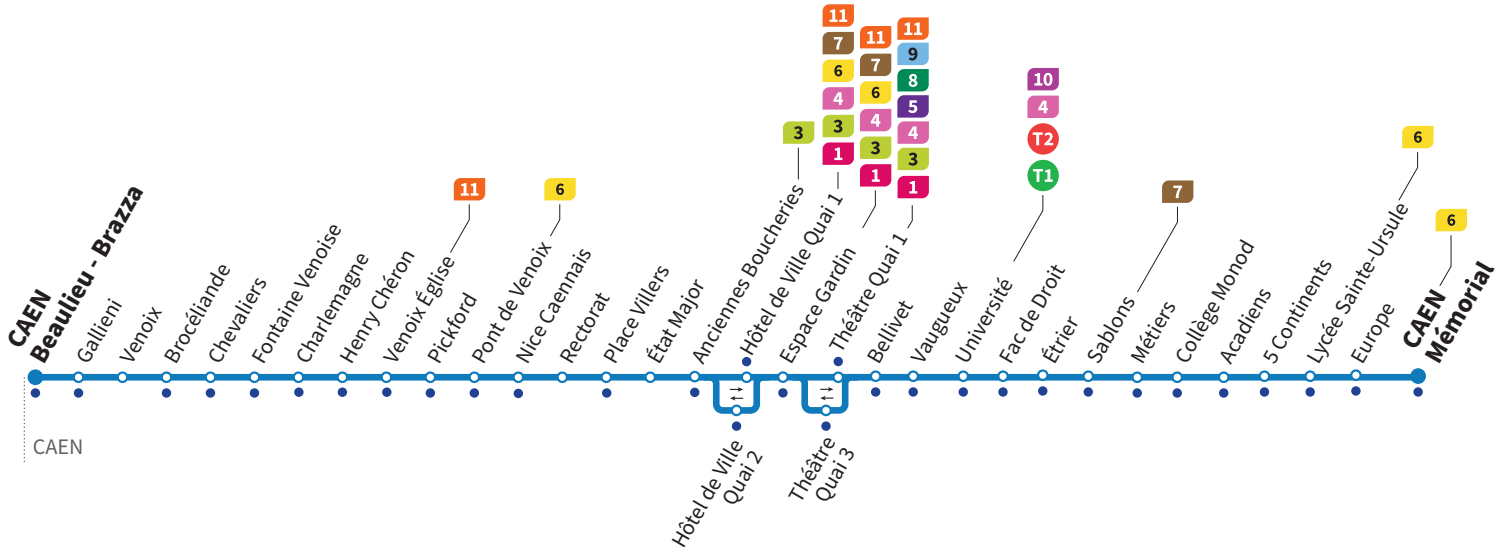 CAEN
Beaulieu - Brazza
Gallieni
Venoix
Brocéliande
Chevaliers
Fontaine Venoise
Charlemagne
Henry Chéron
Venoix Église
11
Pickford
Pont de Venoix
6
Nice Caennais
Rectorat
Place Villers
État Major
Anciennes Boucheries
3
Hôtel de Ville Quai 1
11
7
6
4
3
1
Espace Gardin
11
7
6
4
3
1
Théâtre Quai 1
11
9
8
5
4
3
1
Bellivet
Vaugueux
Université
10
4
T2
T1
Fac de Droit
Étrier
Sablons
7
Métiers
Collège Monod
Acadiens
5 Continents
Lycée Sainte-Ursule
6
Europe
CAEN
Mémorial
6
Hôtel de Ville
Quai 2
Théâtre
Quai 3
CAEN